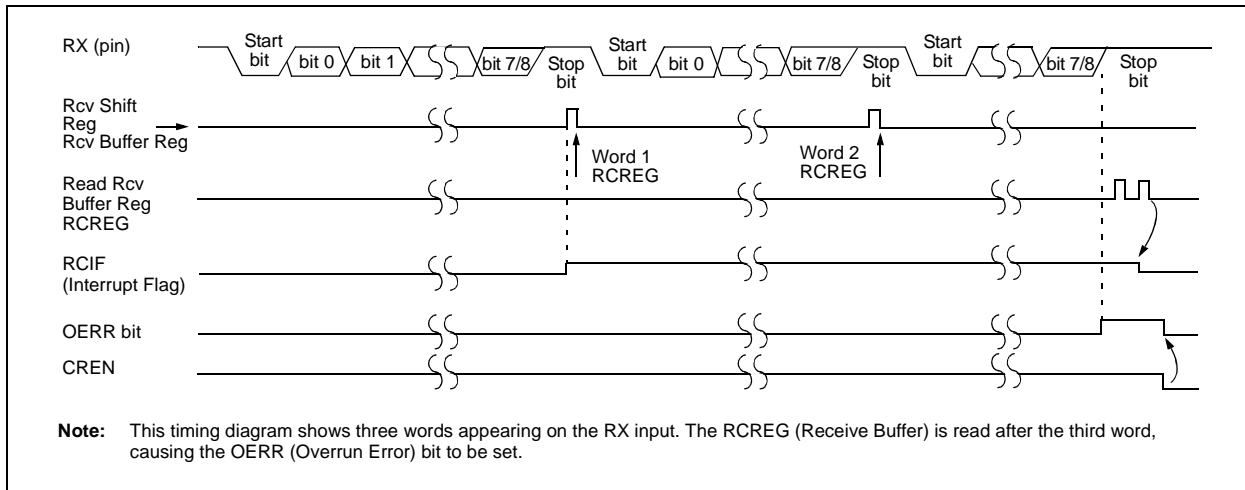 RX (pin)
Start bit
bit 0
bit 1
bit 7/8
Stop bit
Start bit
bit 0
bit 7/8
Stop bit
Start bit
bit 7/8
Stop bit
Rcv Shift
Reg
Rcv Buffer Reg
Word 1
RCREG
Word 2
RCREG
Read Rcv
Buffer Reg
RCREG
RCIF
(Interrupt Flag)
OERR bit
CREN
Note: This timing diagram shows three words appearing on the RX input. The RCREG (Receive Buffer) is read after the third word,
causing the OERR (Overrun Error) bit to be set.